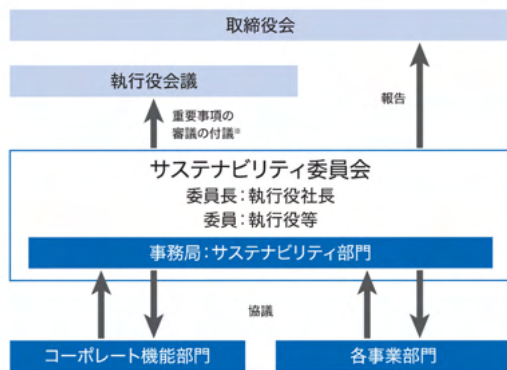 取締役会
執行役会議
報告
重要事項の
審議の付議※
サステナビリティ委員会
委員長：執行役社長
委員：執行役等
事務局：サステナビリティ部門
協議
コーポレート機能部門
各事業部門